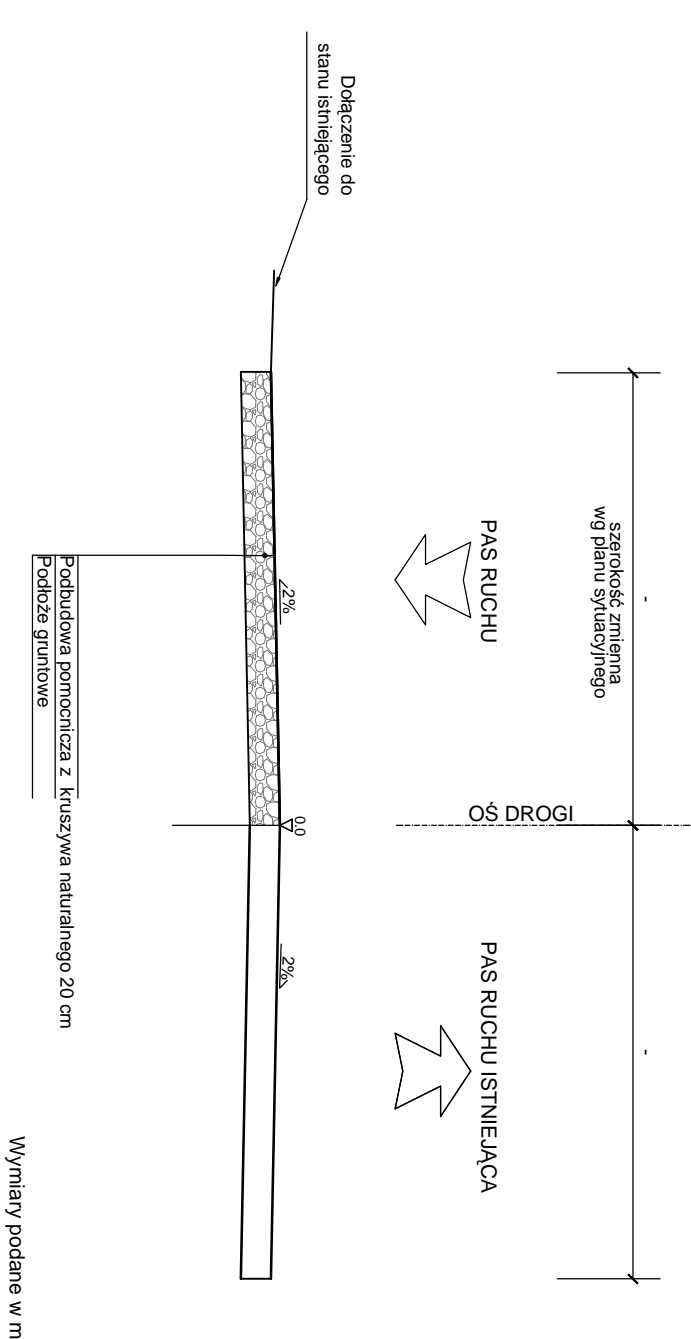 szerokość zmienna
wg planu sytuacyjnego
-
-
OŚ DROGI
PAS RUCHU
PAS RUCHU ISTNIEJĄCA
Dołączenie do
stanu istniejącego
2%
0.0
2%
Podbudowa pomocnicza z kruszywa naturalnego 20 cm
Podłoże gruntowe
Wymiary podane w m